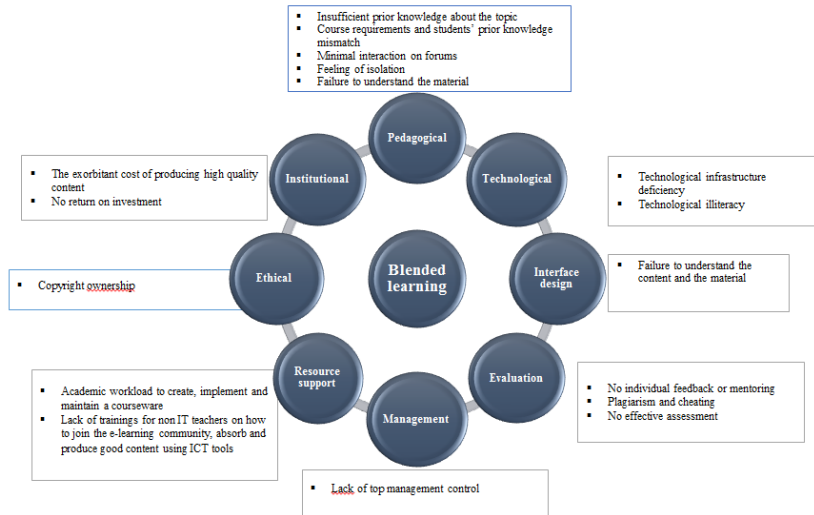 ▪ Insufficient prior knowledge about the topic
▪ Course requirements and students’ prior knowledge
mismatch
▪ Minimal interaction on forums
▪ Feeling of isolation
▪ Failure to understand the material
Pedagogical
Institutional
Technological
▪ The exorbitant cost of producing high quality
content
▪ No return on investment
▪ Technological infrastructure
deficiency
▪ Technological illiteracy
Ethical
Blended
learning
Interface
design
▪ Copyright ownership
▪ Failure to understand the
content and the material
Resource
support
Evaluation
Management
▪ Academic workload to create, implement and
maintain a courseware
▪ Lack of trainings for non IT teachers on how
to join the e-learning community, absorb and
produce good content using ICT tools
▪ No individual feedback or mentoring
▪ Plagiarism and cheating
▪ No effective assessment
▪ Lack of top management control